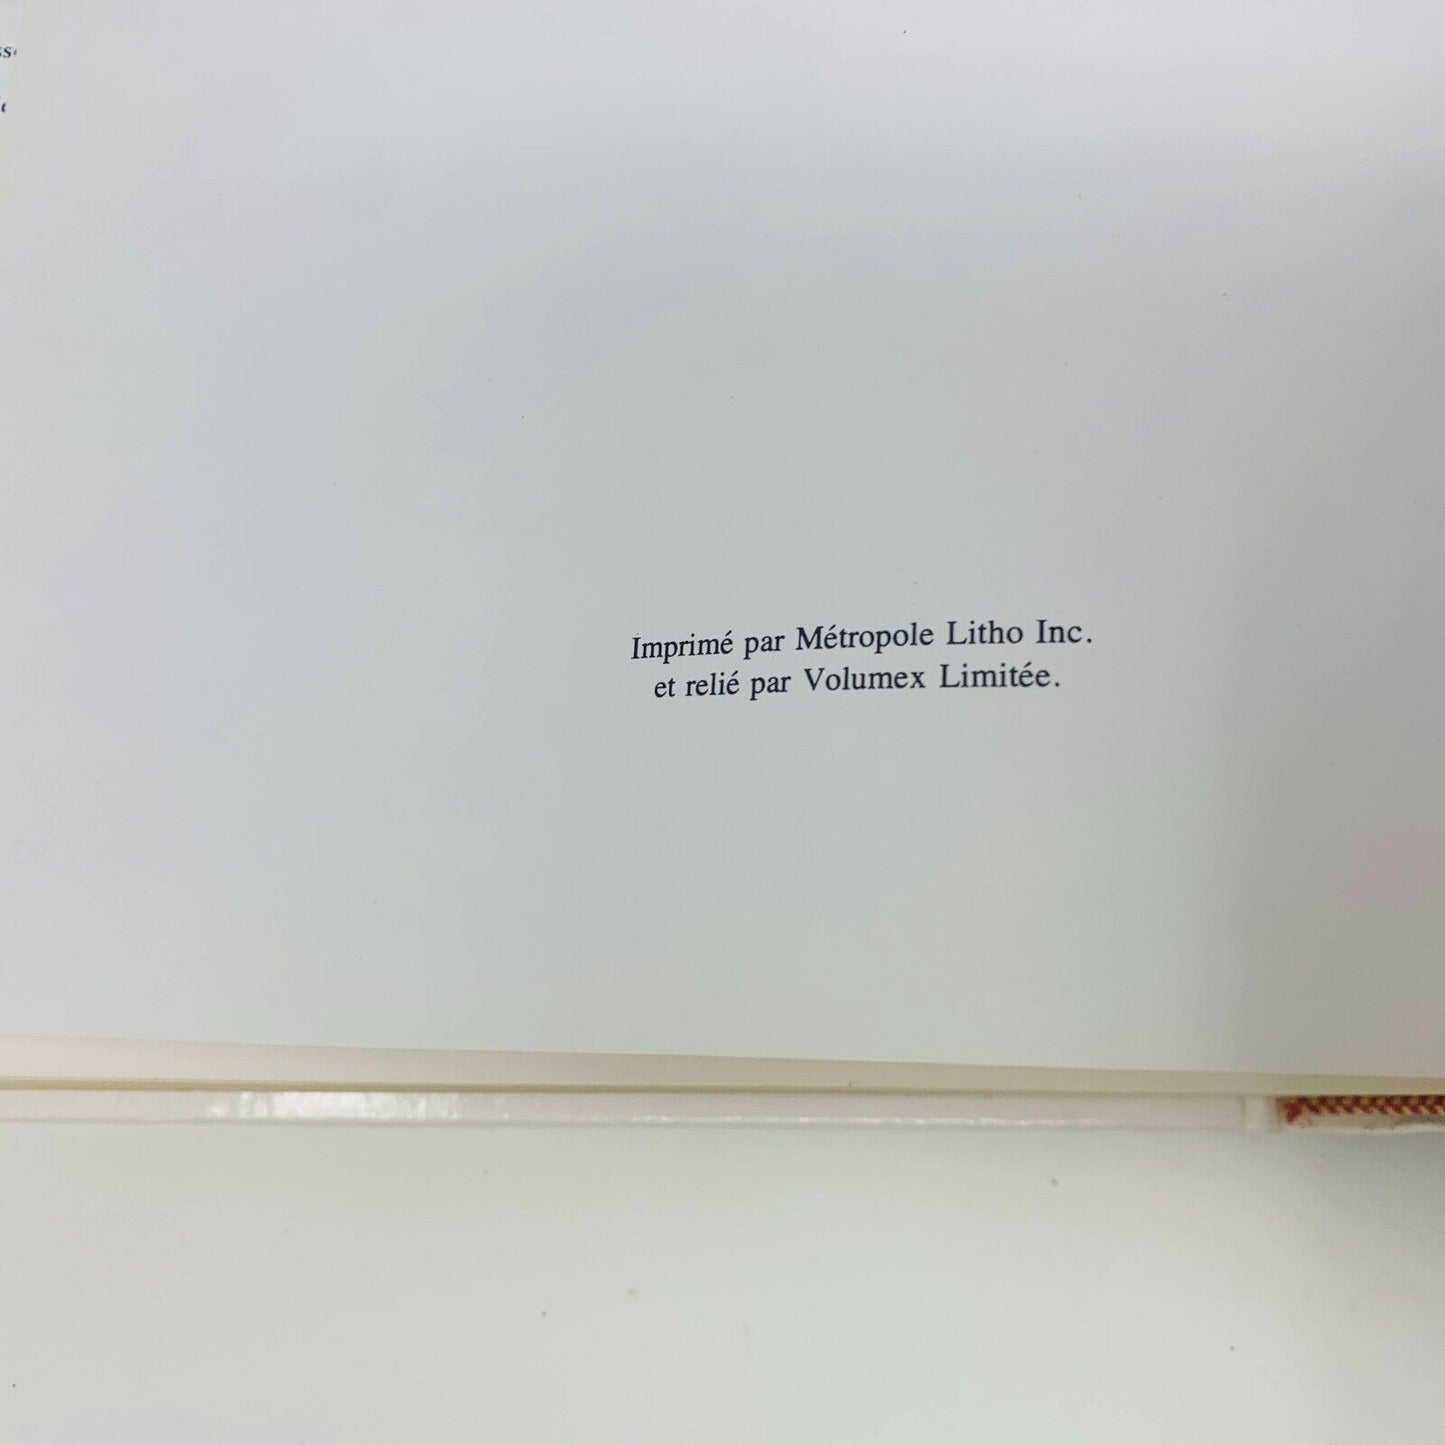 Imprimé par Métropole Litho Inc.
et relié par Volumex Limitée.